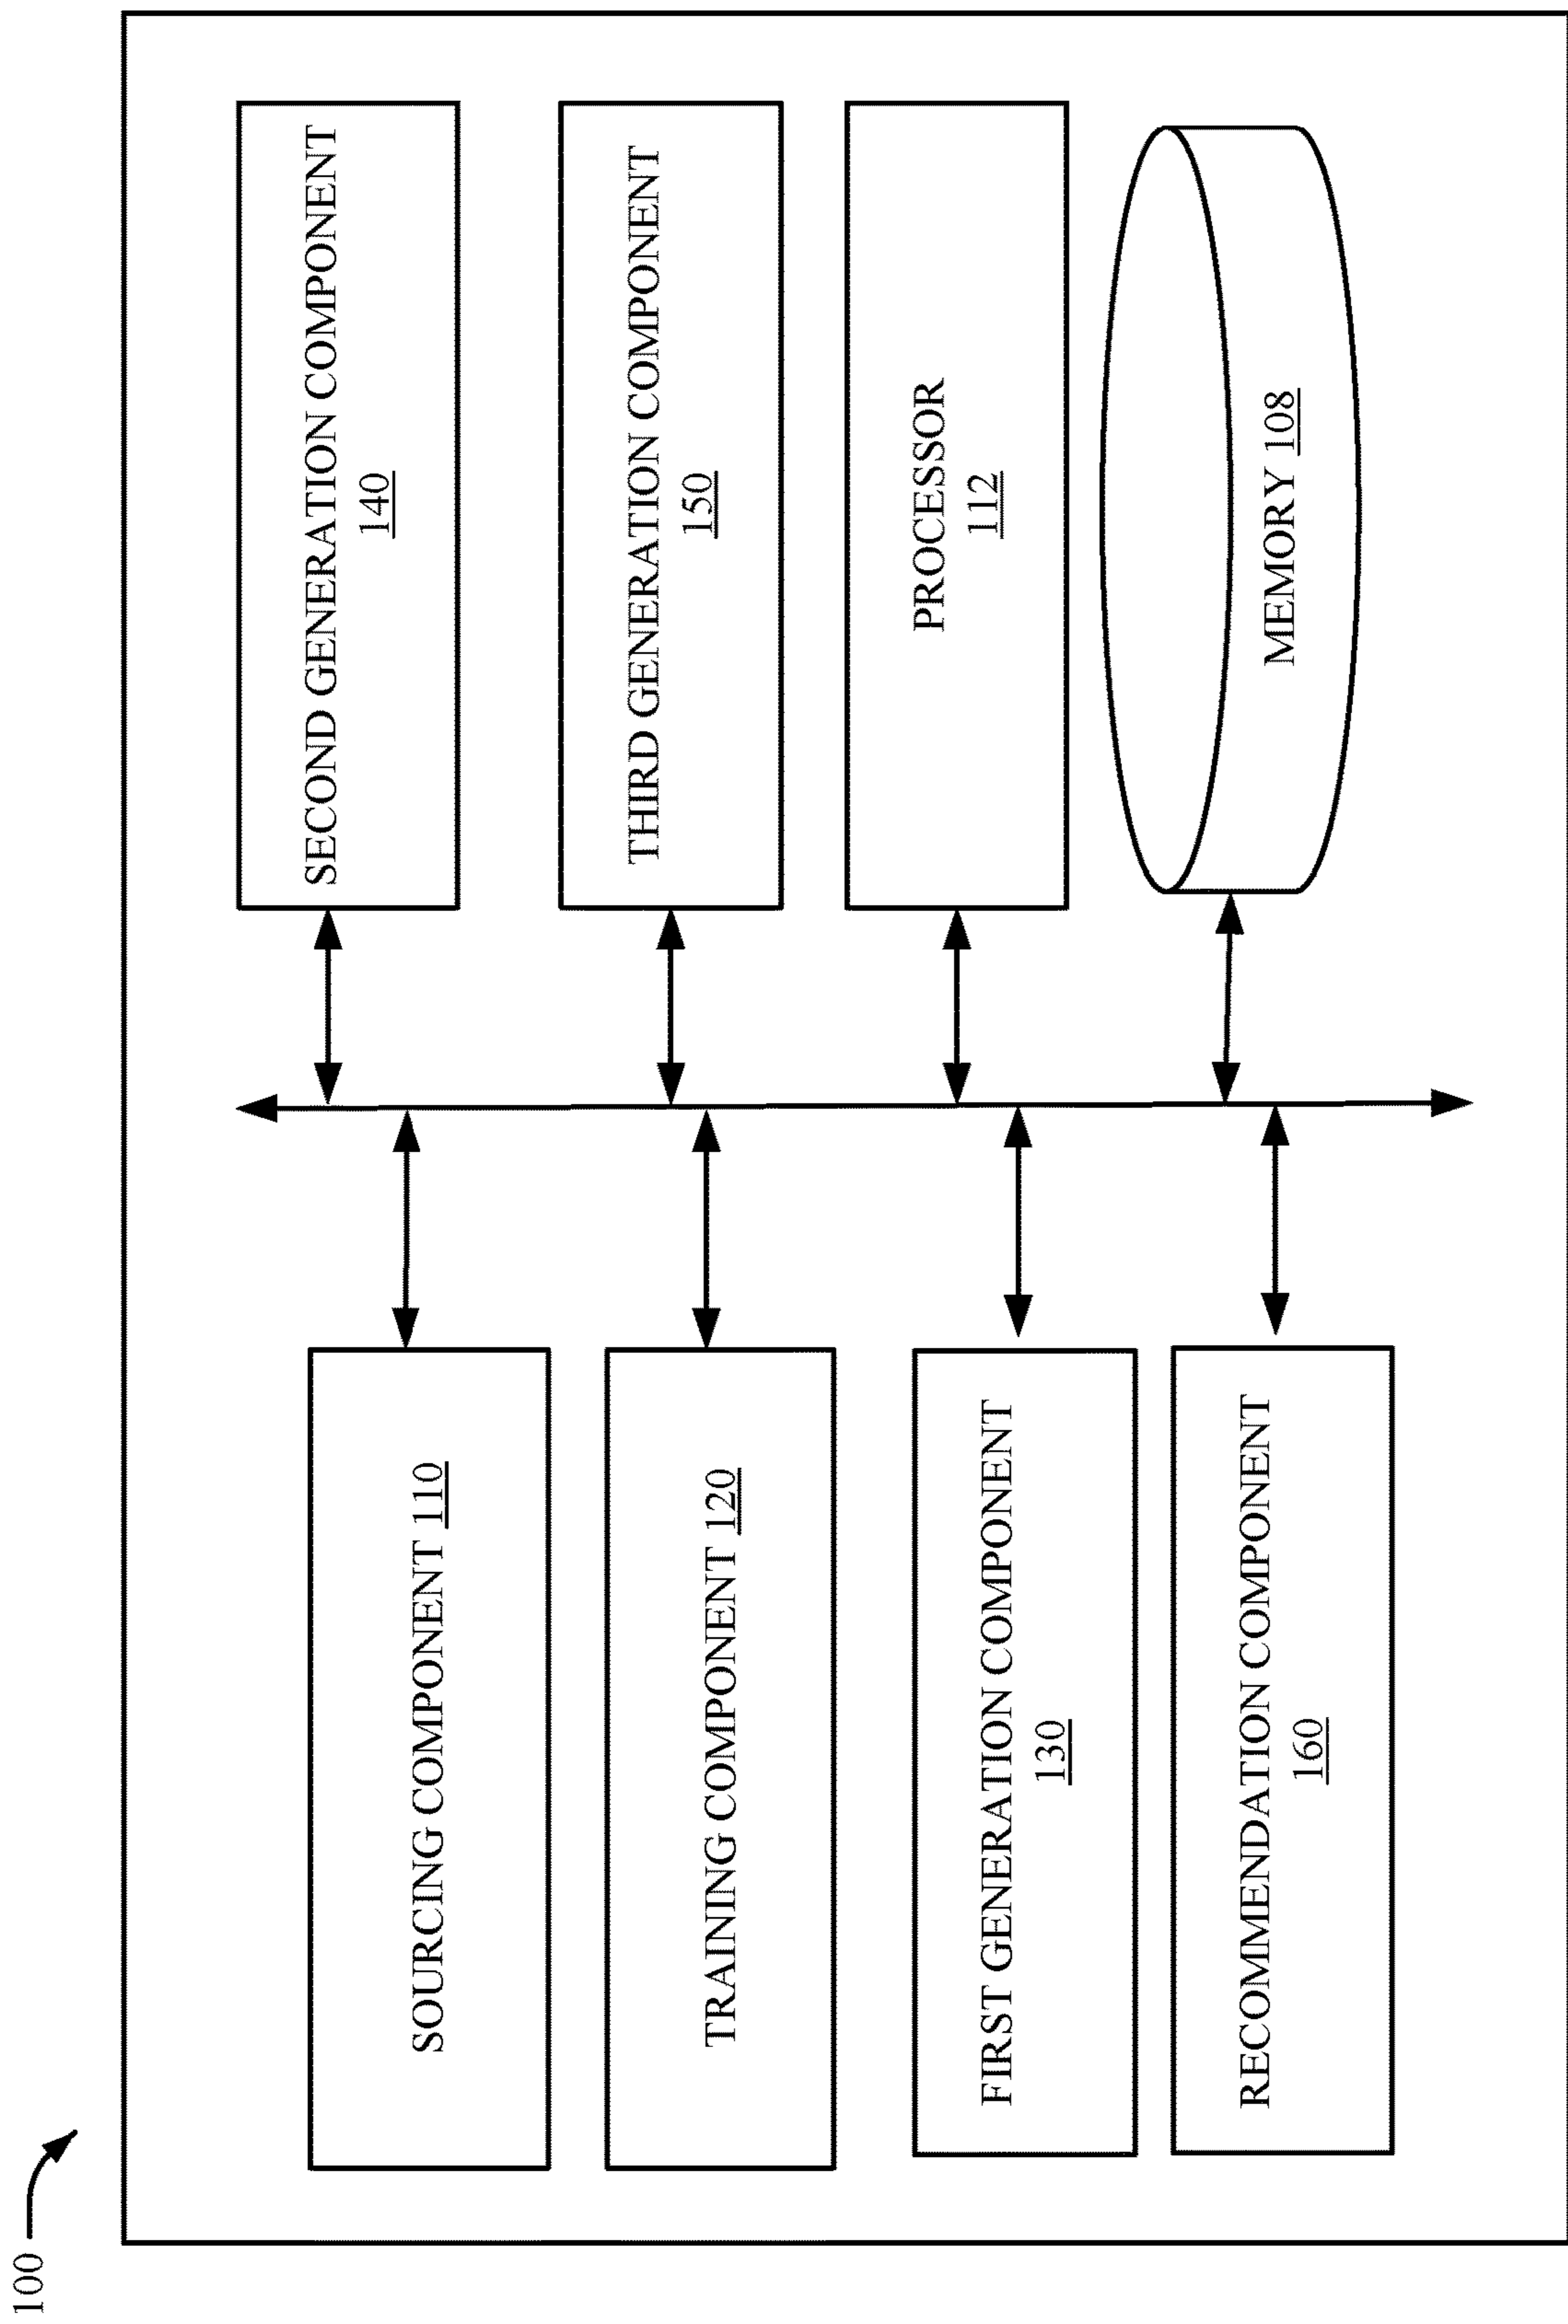 100
SOURCING COMPONENT 110
TRAINING COMPONENT 120
FIRST GENERATION COMPONENT
130
RECOMMENDATION COMPONENT
160
SECOND GENERATION COMPONENT
140
THIRD GENERATION COMPONENT
150
PROCESSOR
112
MEMORY 108